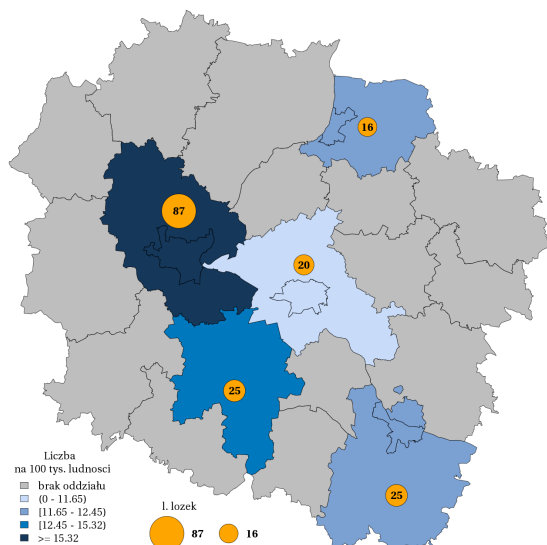 16
87
20
25
25
Liczba
na 100 tys. ludnosci
brak oddziału
(0 - 11.65)
[11.65 - 12.45)
[12.45 - 15.32)
>= 15.32
l. lozek
87 16